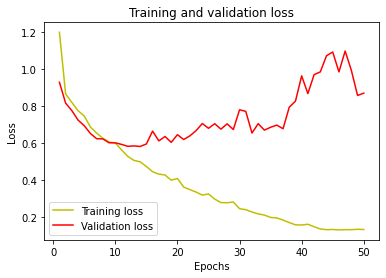 Training and validation loss
1.2
1.0
0.8
0.6
0.4
0.2
Loss
Training loss
Validation loss
0 10 20 30 40 50
Epochs